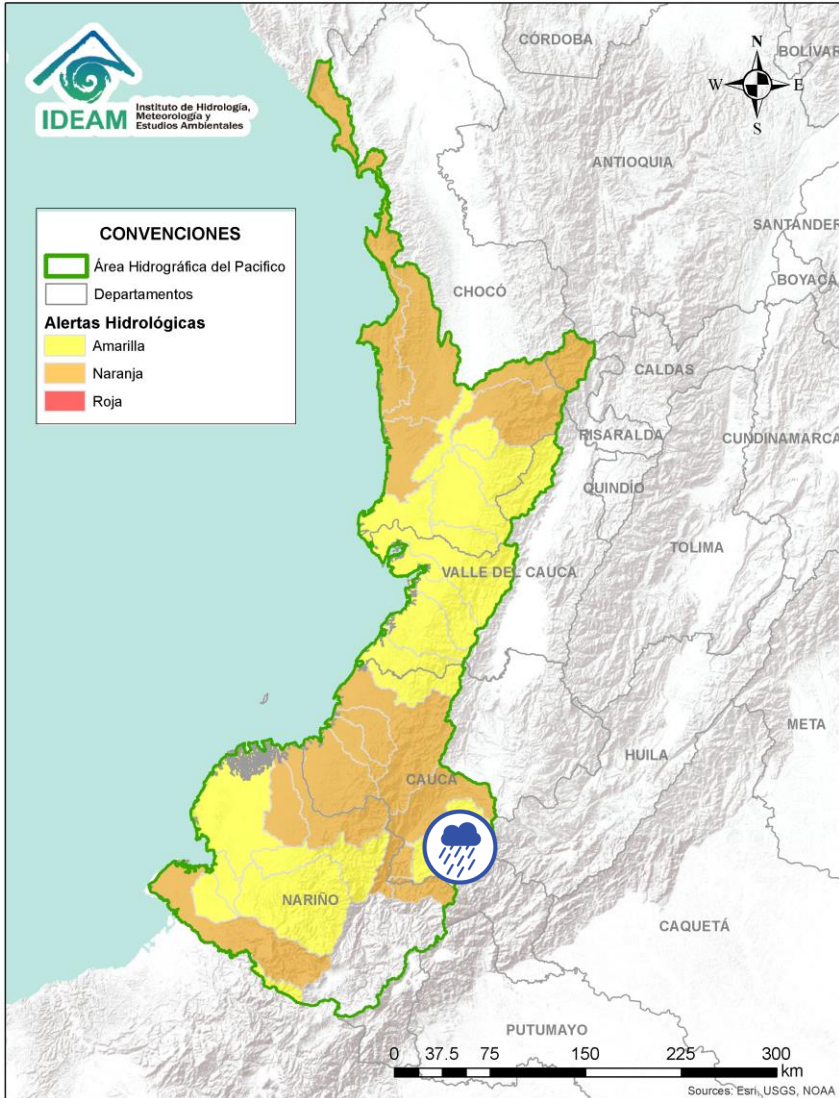 IDEAM
Instituto de Hidrología,
Meteorología y
Estudios Ambientales
N
W
E
S
CÓRDOBA
BOLÍVAR
ANTIOQUIA
SANTANDER
BOYACÁ
CHOCÓ
CALDAS
RISARALDA
CUNDINAMARCA
QUINDÍO
TOLIMA
VALLE DEL CAUCA
META
HUILA
CAUCA
NARIÑO
CAQUETÁ
PUTUMAYO
CONVENCIONES
Área Hidrográfica del Pacifico
Departamentos
Alertas Hidrológicas
Amarilla
Naranja
Roja
0 37.5 75 150 225 300
km
Sources: Esri, USGS, NOAA